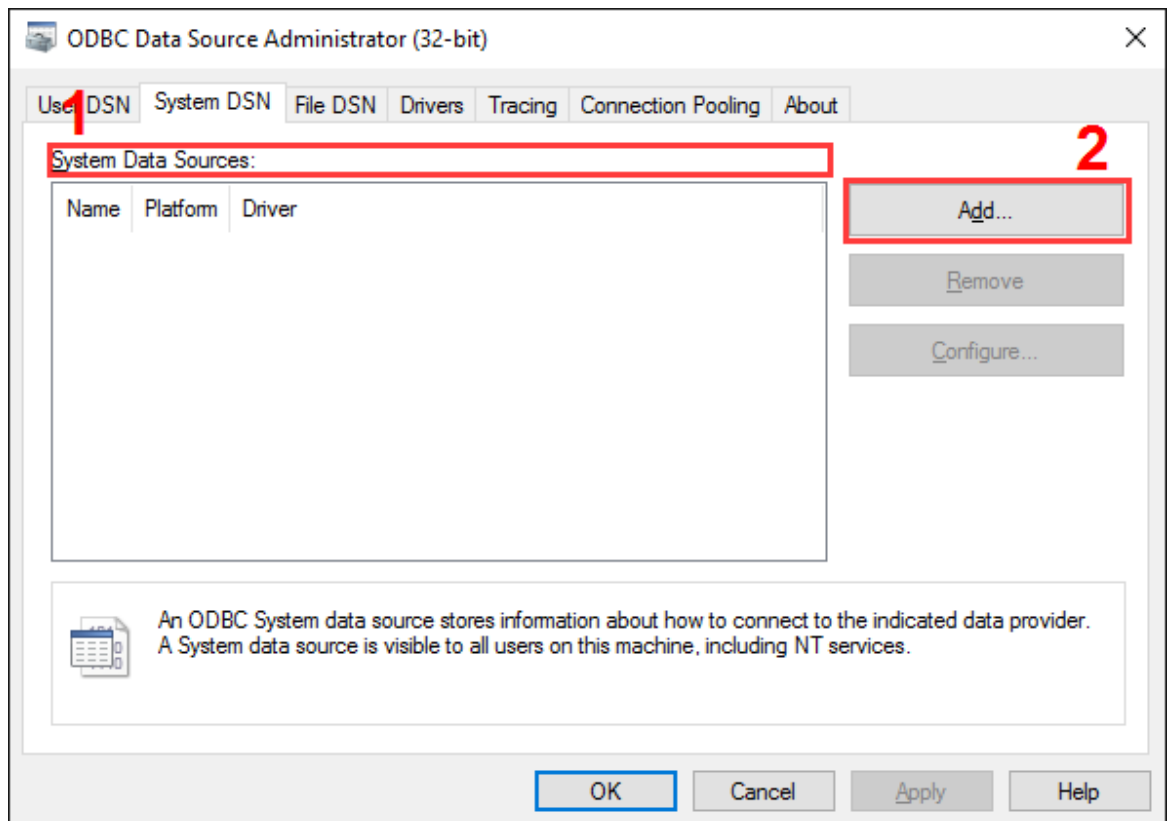 ODBC Data Source Administrator (32-bit)
User DSN System DSN File DSN Drivers Tracing Connection Pooling About
1
2
System Data Sources:
Name Platform Driver
Add...
Remove
Configure...
An ODBC System data source stores information about how to connect to the indicated data provider.
A System data source is visible to all users on this machine, including NT services.
OK Cancel Apply Help